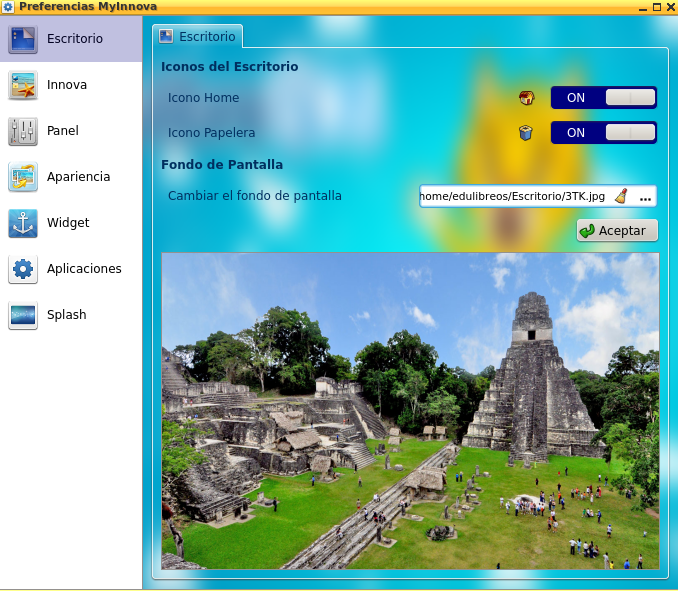 Preferencias MyInnova
Escritorio
Innova
Panel
Apariencia
Widget
Aplicaciones
Splash
Escritorio
Iconos del Escritorio
Icono Home
ON
Icono Papelera
ON
Fondo de Pantalla
Cambiar el fondo de pantalla
home/edulibreos/Escritorio/3TK.jpg
...
Aceptar